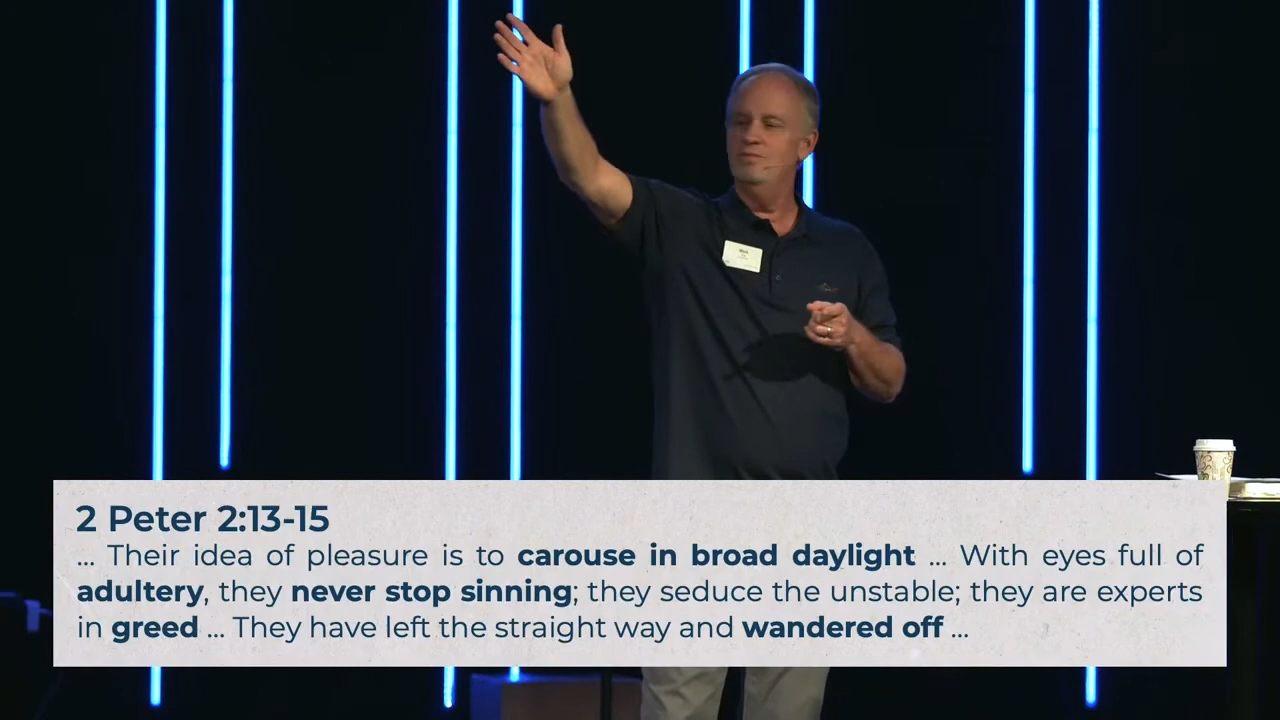 2 Peter 2:13-15
... Their idea of pleasure is to carouse in broad daylight ... With eyes full of
adultery, they never stop sinning; they seduce the unstable; they are experts
in greed ... They have left the straight way and wandered off ...